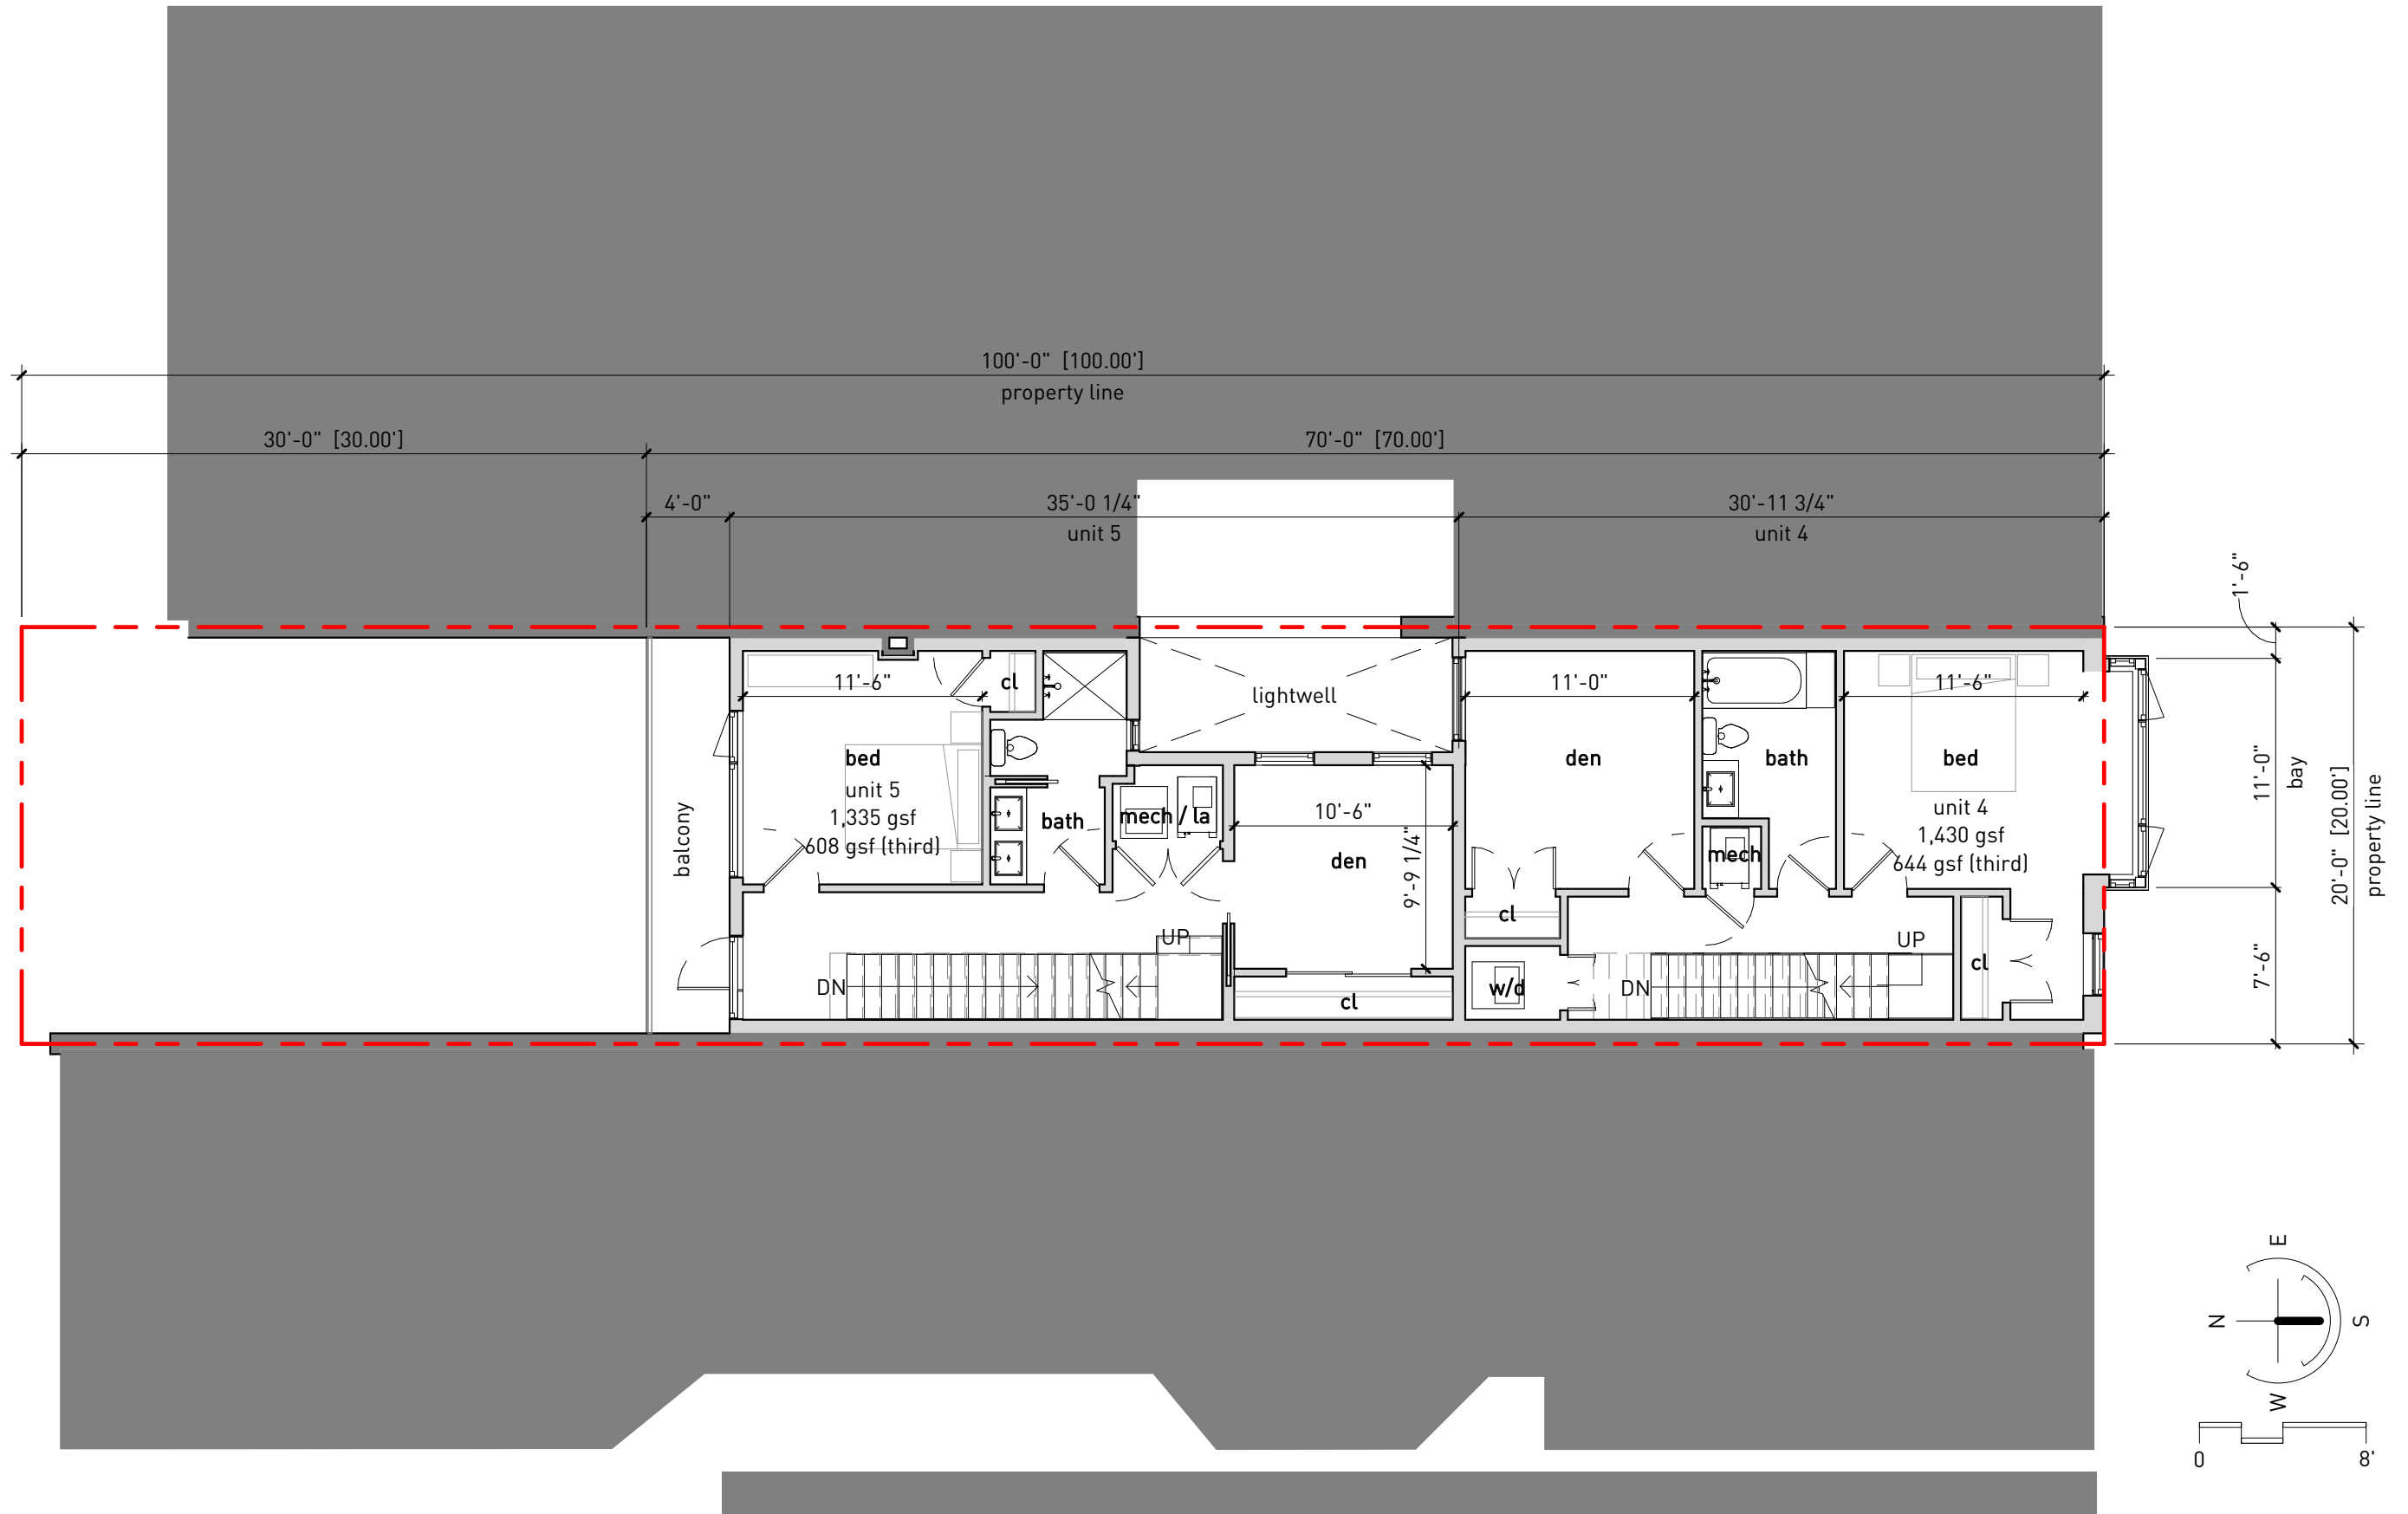 100'-0" [100.00']
property line
30'-0" [30.00']
70'-0" [70.00']
4'-0"
35'-0 1/4"
unit 5
30'-11 3/4"
unit 4
1'-6"
11'-6"
cl
lightwell
11'-0"
11'-6"
bed
unit 5
1,335 gsf
608 gsf (third)
balcony
bath
mech / la
10'-6"
9'-9 1/4"
den
den
bath
bed
unit 4
1,430 gsf
644 gsf (third)
mech
11'-0"
bay
20'-0" [20.00']
property line
7'-6"
cl
UP
DN
cl
w/d
DN
UP
cl
E
N
S
W
0
8'